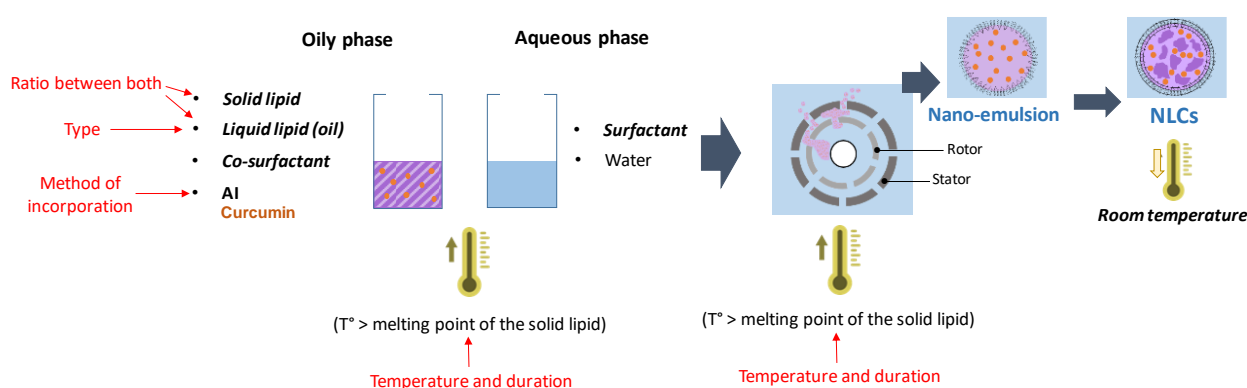 Oily phase
Aqueous phase
Ratio between both
• Solid lipid
Type
• Liquid lipid (oil)
• Co-surfactant
Method of
incorporation
• AI
Curcumin
• Surfactant
• Water
Rotor
Stator
Nano-emulsion
NLCs
Room temperature
(T° > melting point of the solid lipid)
Temperature and duration
(T° > melting point of the solid lipid)
Temperature and duration